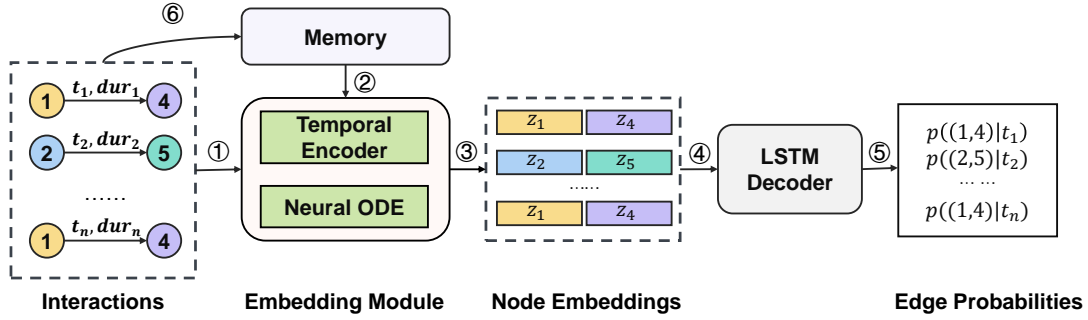 ⑥
Memory
②
1
t₁, dur₁
4
2
t₂, dur₂
5
……
1
tₙ, durₙ
4
①
Temporal
Encoder
Neural ODE
③
z₁ z₄
z₂ z₅
……
z₁ z₄
④
LSTM
Decoder
⑤
p((1,4)|t₁)
p((2,5)|t₂)
… …
p((1,4)|tₙ)
Interactions
Embedding Module
Node Embeddings
Edge Probabilities